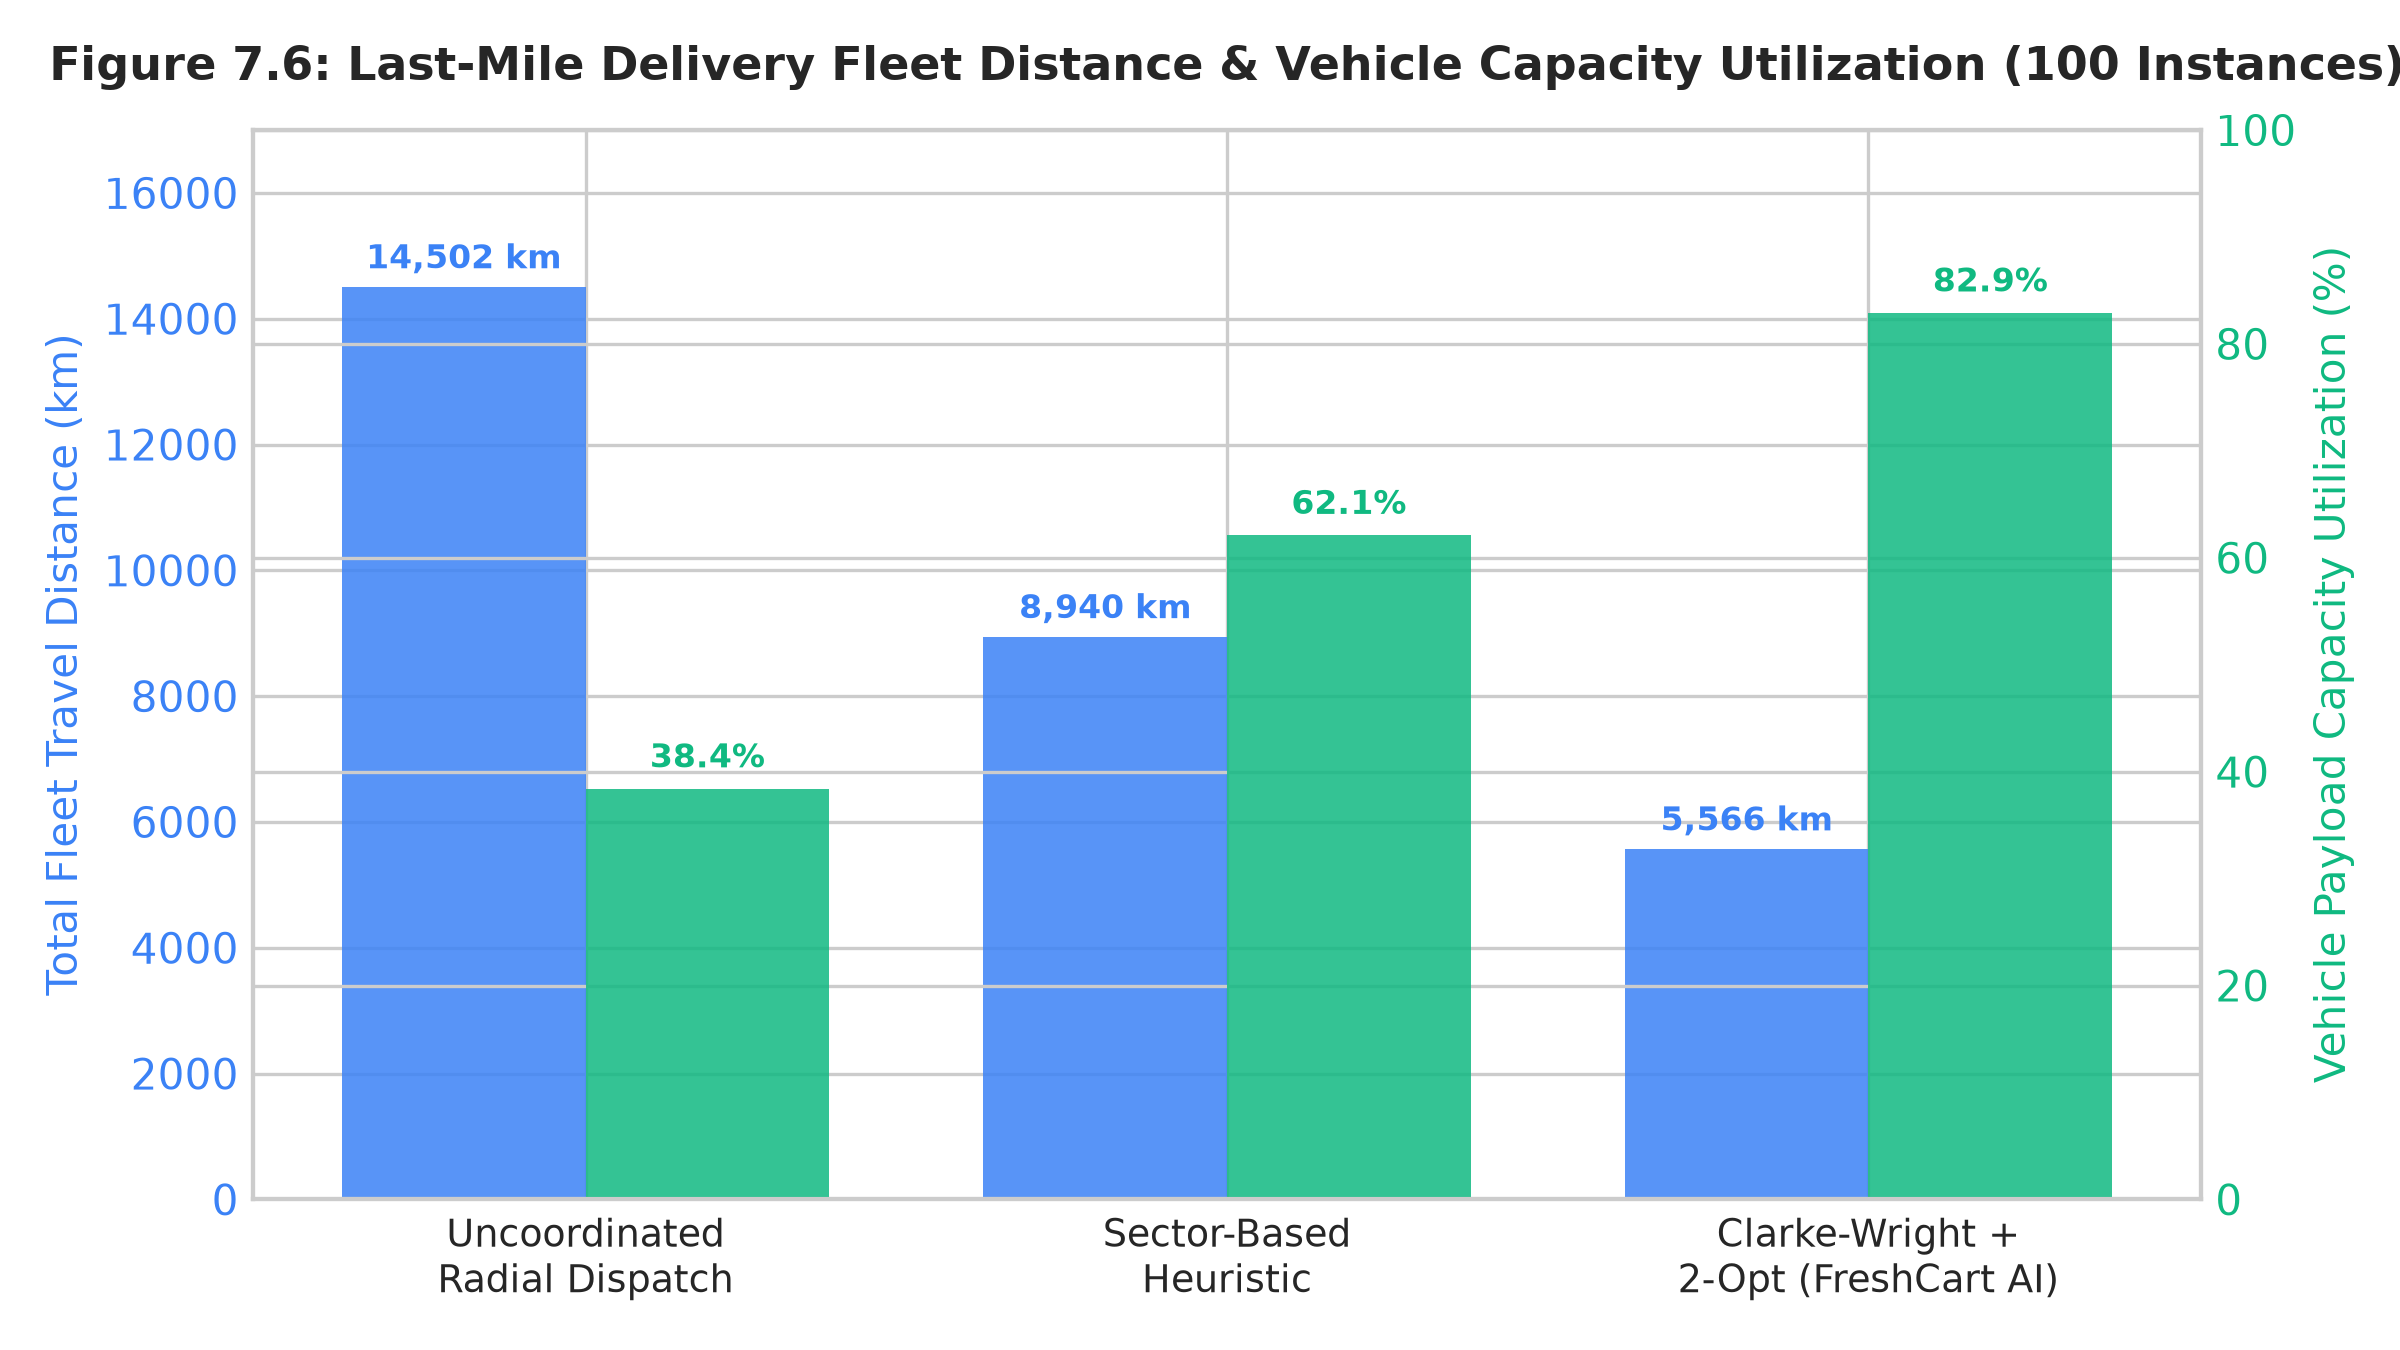 Figure 7.6: Last-Mile Delivery Fleet Distance & Vehicle Capacity Utilization (100 Instances)
Total Fleet Travel Distance (km)
16000
14000
12000
10000
8000
6000
4000
2000
0
14,502 km
38.4%
8,940 km
62.1%
5,566 km
82.9%
100
80
60
40
20
0
Vehicle Payload Capacity Utilization (%)
Uncoordinated
Radial Dispatch
Sector-Based
Heuristic
Clarke-Wright +
2-Opt (FreshCart AI)